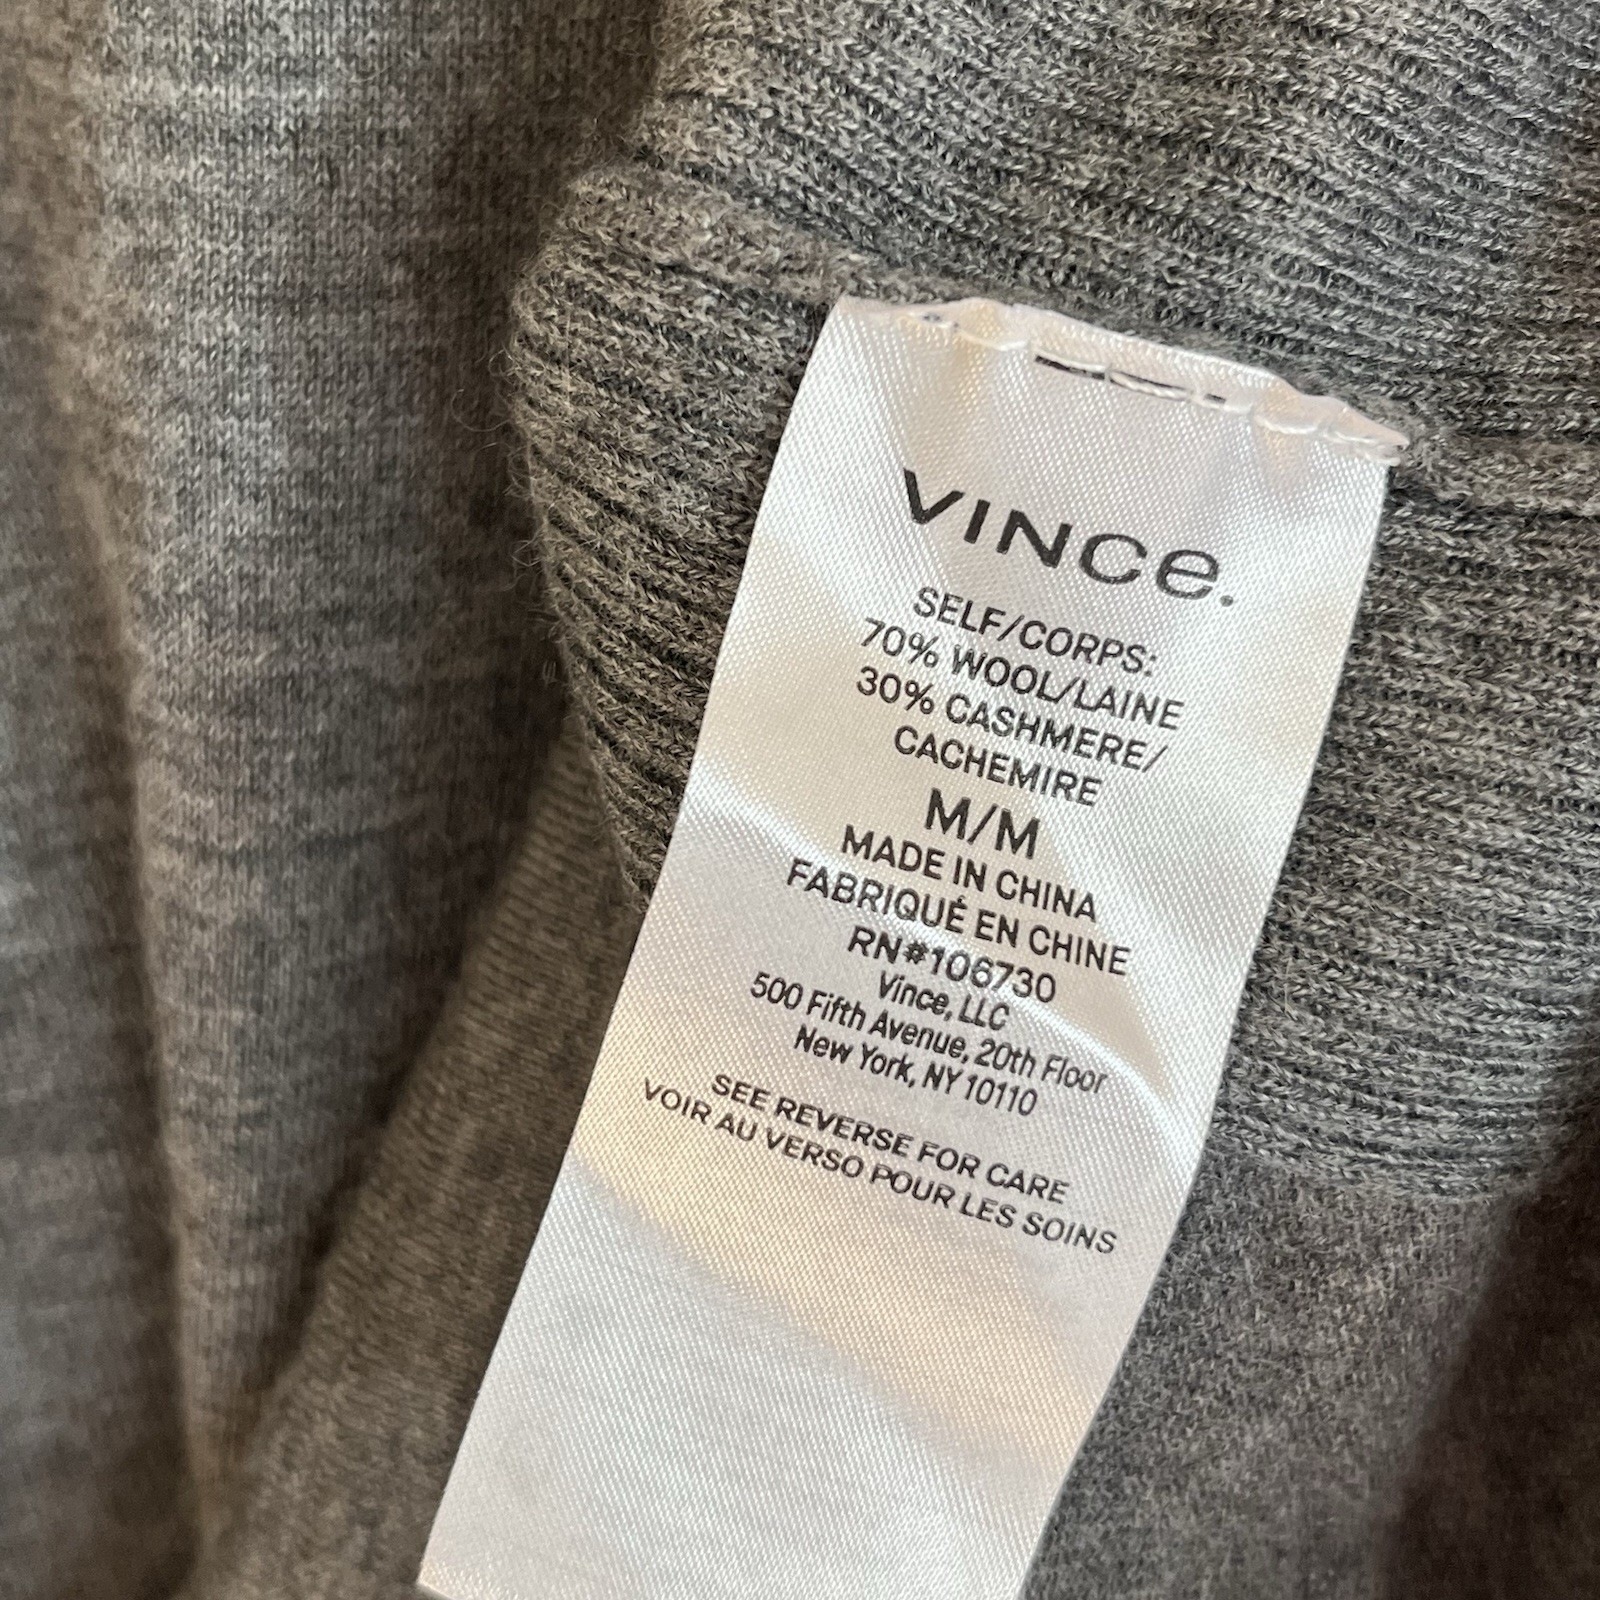 VINCe.
SELF/CORPS:
70% WOOL/LAINE
30% CASHMERE/
CACHEMIRE
M/M
MADE IN CHINA
FABRIQUÉ EN CHINE
RN#106730
Vince, LLC
500 Fifth Avenue, 20th Floor
New York, NY 10110
SEE REVERSE FOR CARE
VOIR AU VERSO POUR LES SOINS